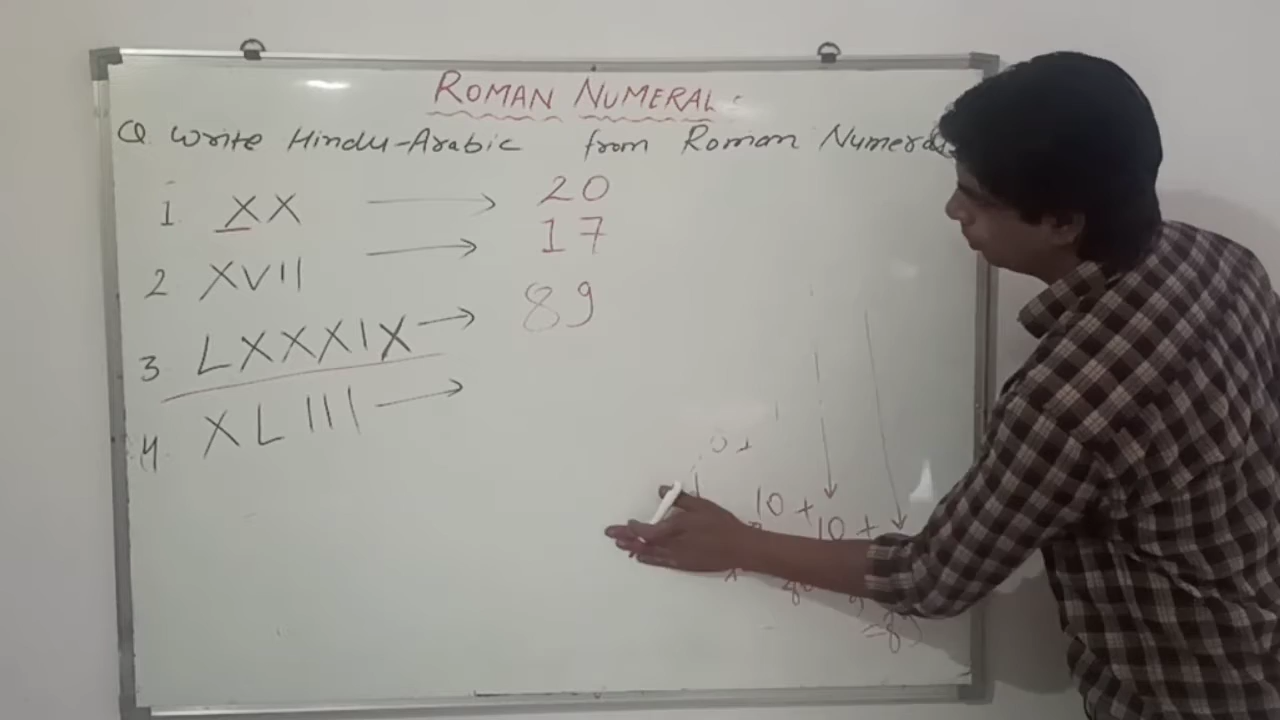 ROMAN NUMERAL:
Q. Write Hindu-Arabic from Roman Numerals
1 XX → 20
2 XVII → 17
3 LXXXIX → 89
4. XLIII →
10 +
10 +